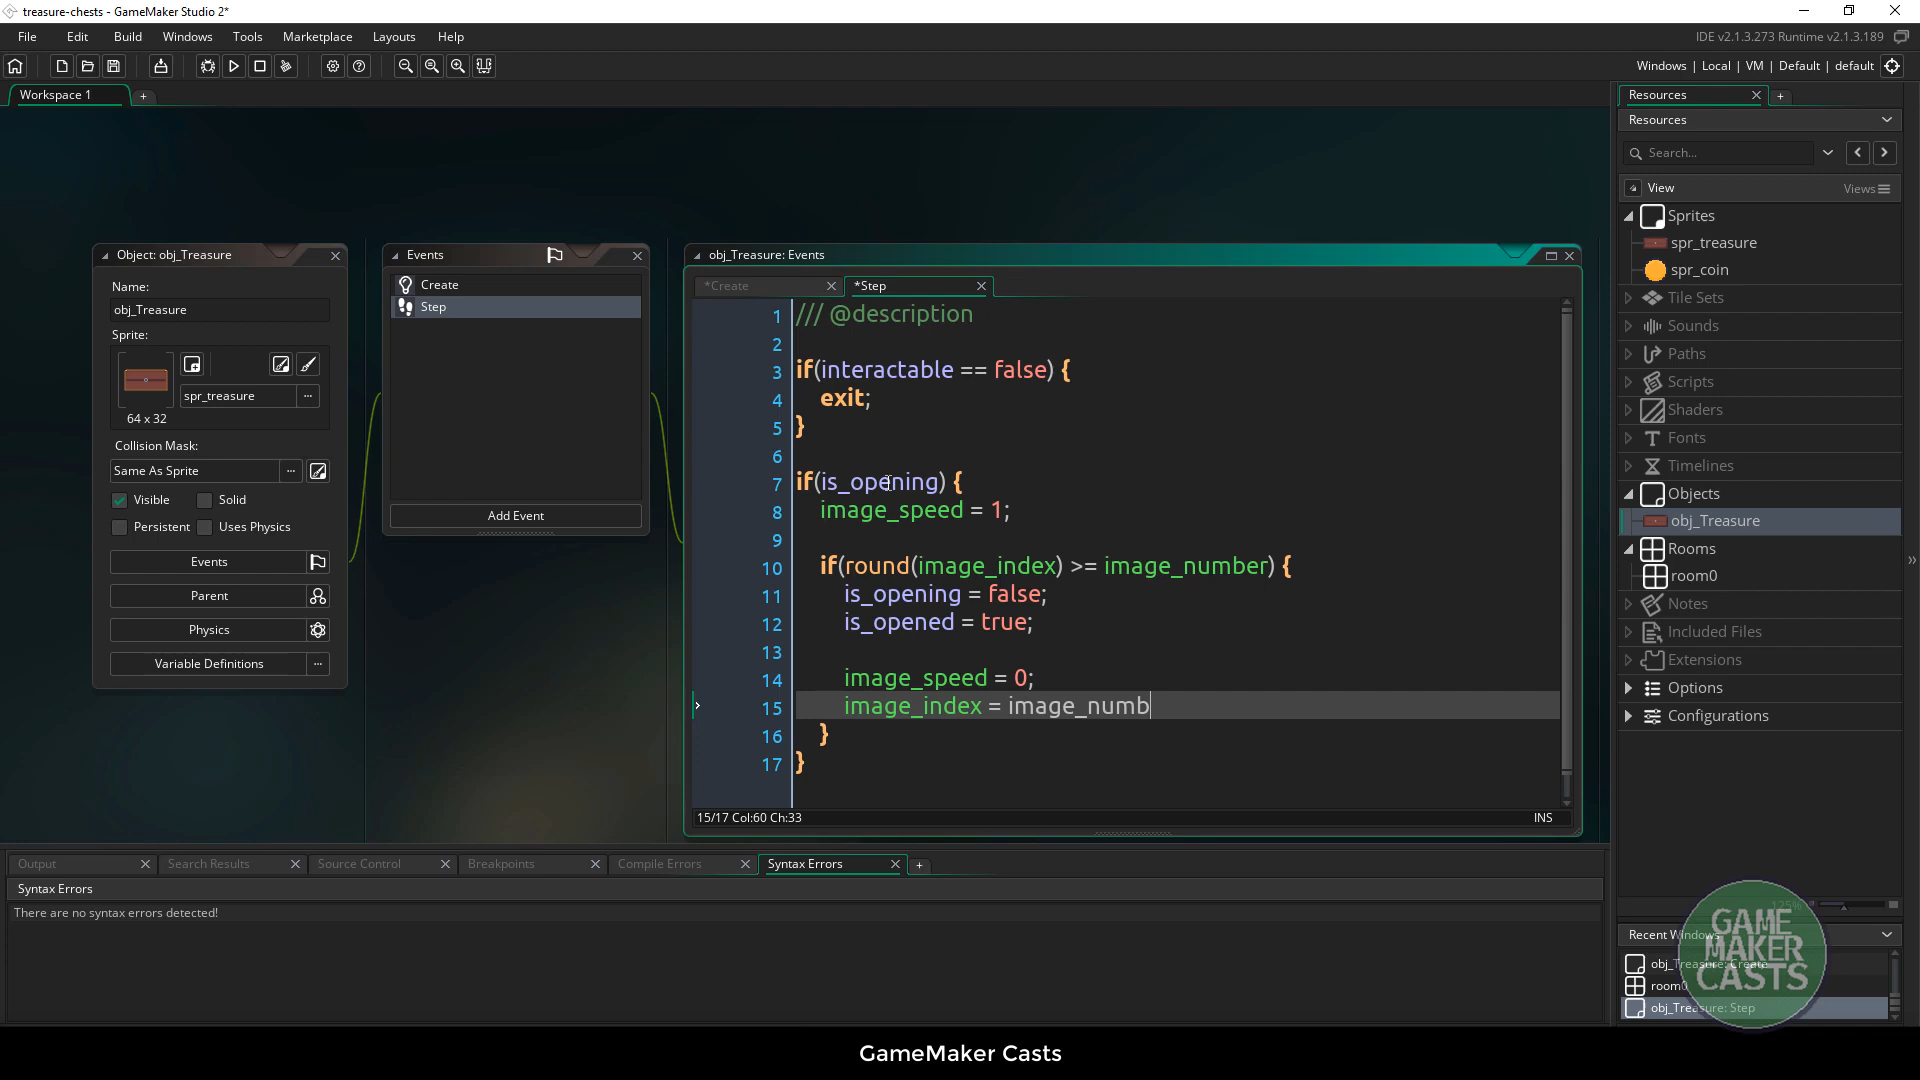 treasure-chests - GameMaker Studio 2*
File Edit Build Windows Tools Marketplace Layouts Help
IDE v2.1.3.273 Runtime v2.1.3.189
Windows | Local | VM | Default | default
Workspace 1
Object: obj_Treasure
Name:
obj_Treasure
Sprite:
spr_treasure
64 x 32
Collision Mask:
Same As Sprite
Visible Solid
Persistent Uses Physics
Events
Parent
Physics
Variable Definitions
Events
Create
Step
Add Event
obj_Treasure: Events
*Create *Step
1 /// @description
2
3 if(interactable == false) {
4 exit;
5 }
6
7 if(is_opening) {
8 image_speed = 1;
9
10 if(round(image_index) >= image_number) {
11 is_opening = false;
12 is_opened = true;
13
14 image_speed = 0;
15 image_index = image_numb
16 }
17 }
15/17 Col:60 Ch:33 INS
Output Search Results Source Control Breakpoints Compile Errors Syntax Errors
Syntax Errors
There are no syntax errors detected!
Resources
Resources
Search...
View Views
Sprites
spr_treasure
spr_coin
Tile Sets
Sounds
Paths
Scripts
Shaders
Fonts
Timelines
Objects
obj_Treasure
Rooms
room0
Notes
Included Files
Extensions
Options
Configurations
125%
Recent Windows
obj_Treasure: Create
room0
obj_Treasure: Step
GAME
MAKER
CASTS
GameMaker Casts